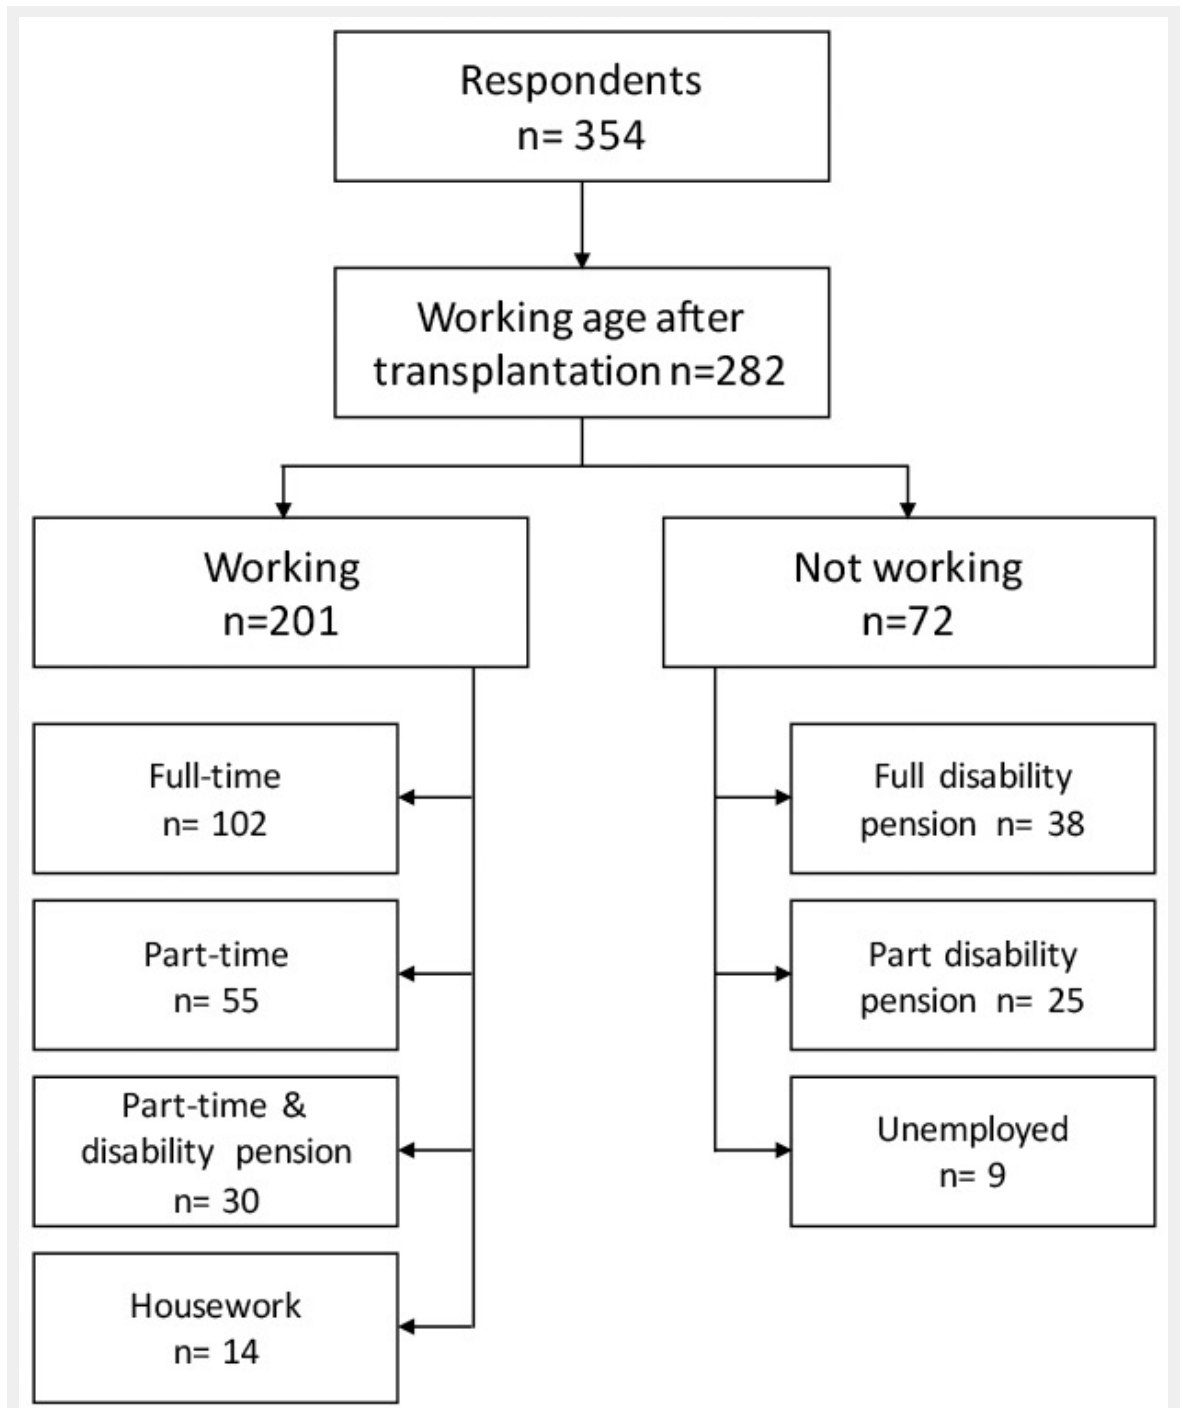 Respondents
n= 354
Working age after
transplantation n=282
Working
n=201
Not working
n=72
Full-time
n= 102
Full disability
pension n= 38
Part-time
n= 55
Part disability
pension n= 25
Part-time &
disability pension
n= 30
Unemployed
n= 9
Housework
n= 14